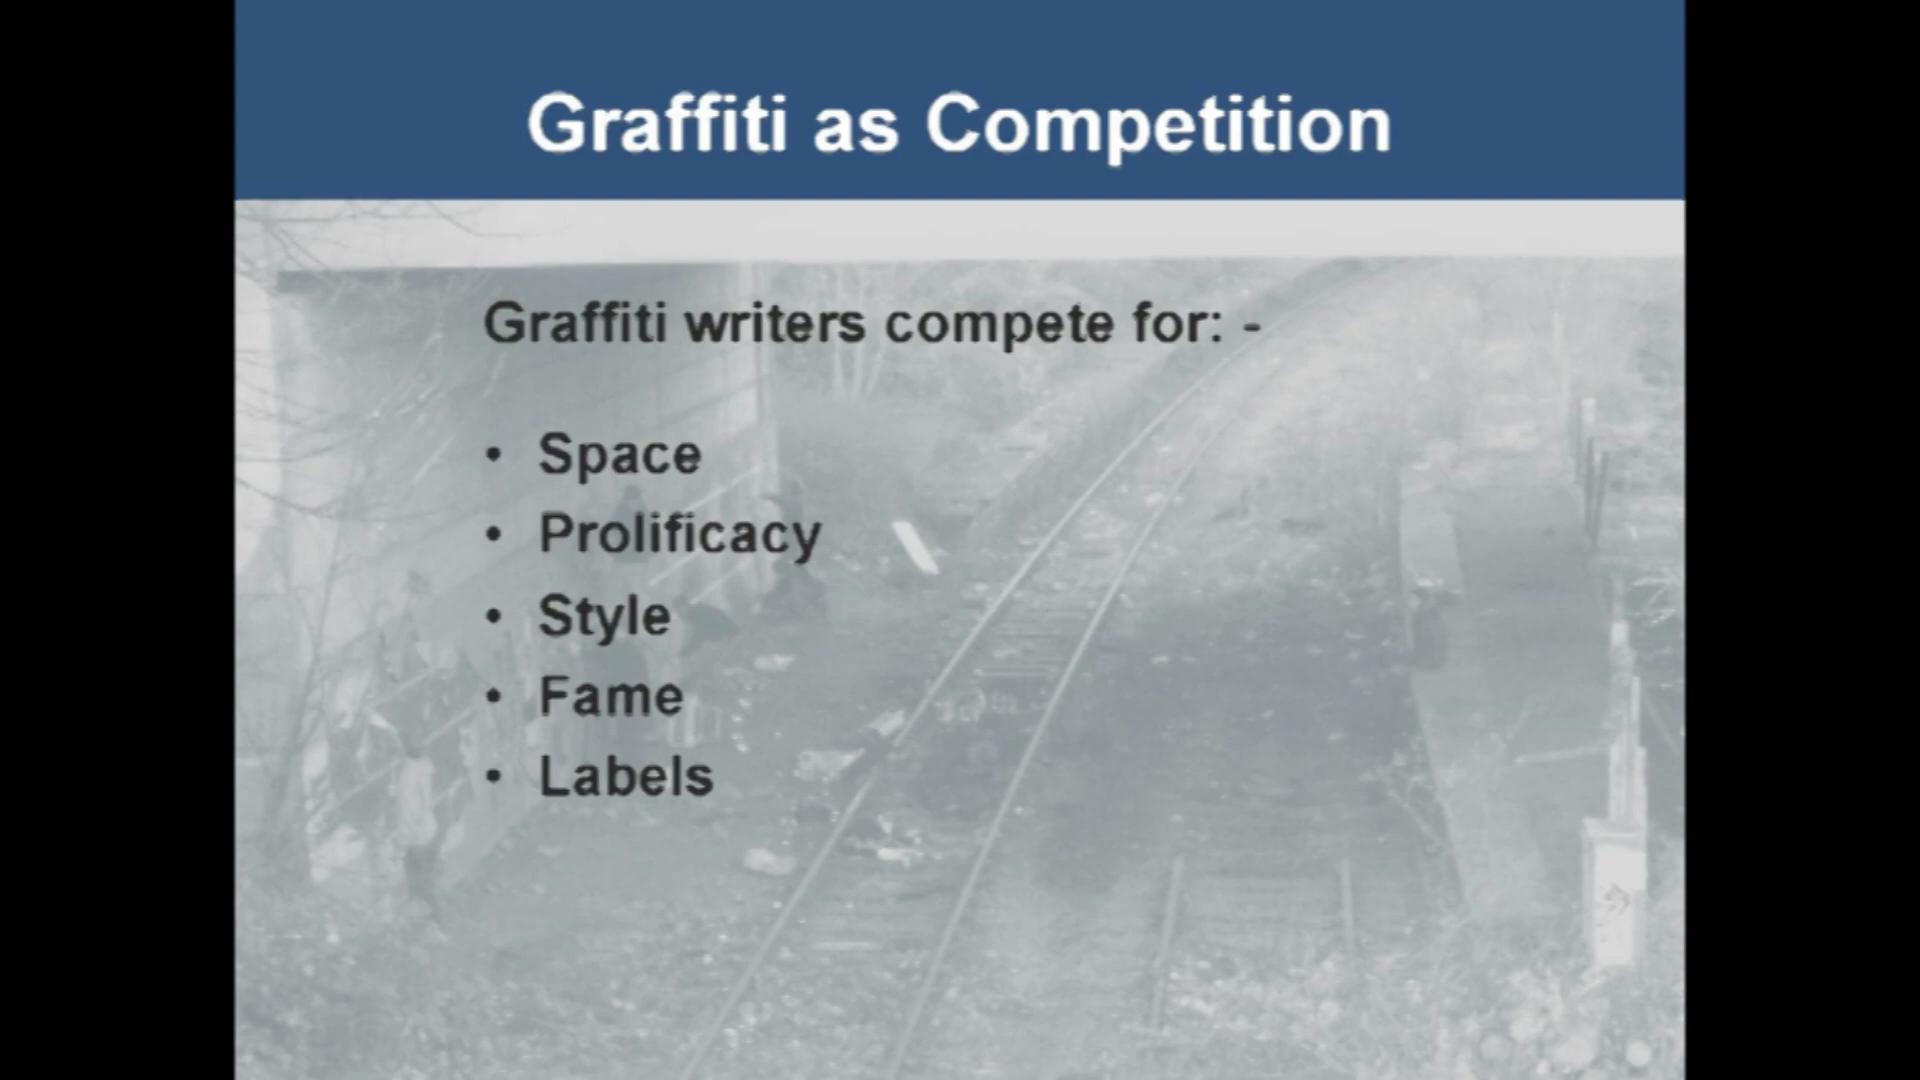 Graffiti as Competition
Graffiti writers compete for: -
• Space
• Prolificacy
• Style
• Fame
• Labels